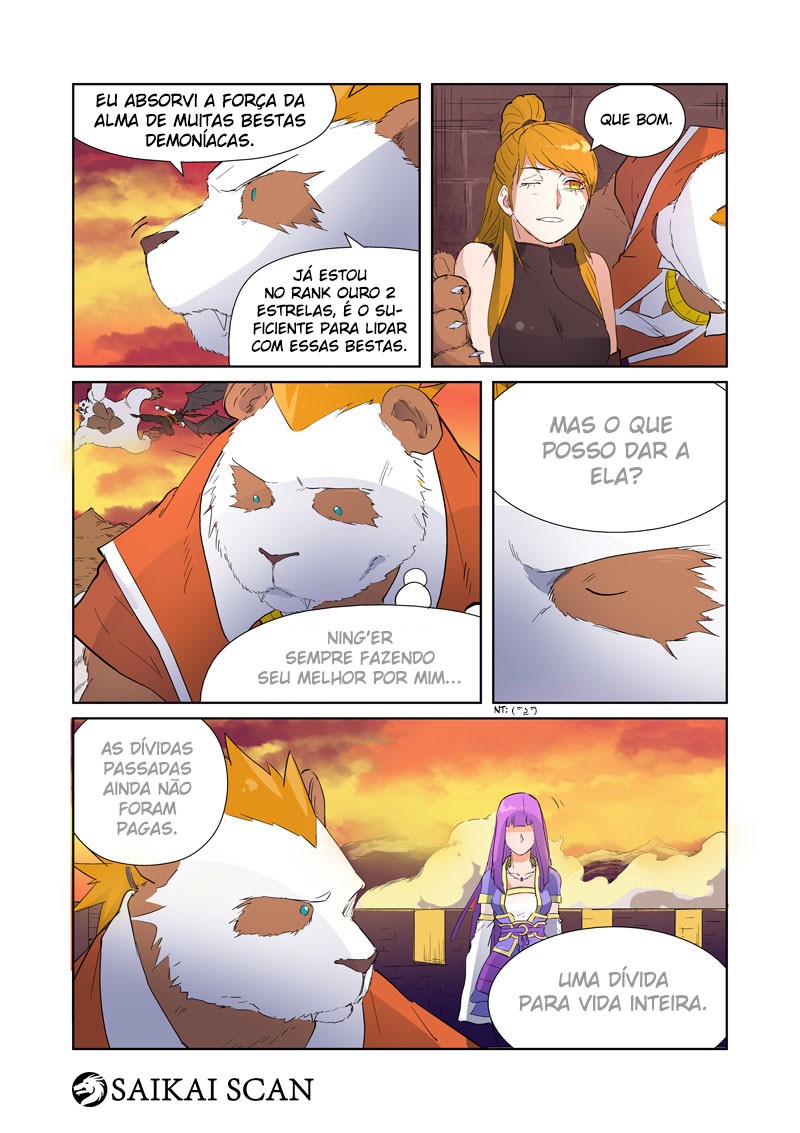 EU ABSORVI A FORÇA DA
ALMA DE MUITAS BESTAS
DEMONÍACAS.
JÁ ESTOU
NO RANK OURO 2
ESTRELAS, É O SU-
FICIENTE PARA LIDAR
COM ESSAS BESTAS.
QUE BOM.
NING'ER
SEMPRE FAZENDO
SEU MELHOR POR MIM...
MAS O QUE
POSSO DAR A
ELA?
NT: ( ͡° ͜ʖ ͡°)
AS DÍVIDAS
PASSADAS
AINDA NÃO
FORAM
PAGAS.
UMA DÍVIDA
PARA VIDA INTEIRA.
SAIKAI SCAN